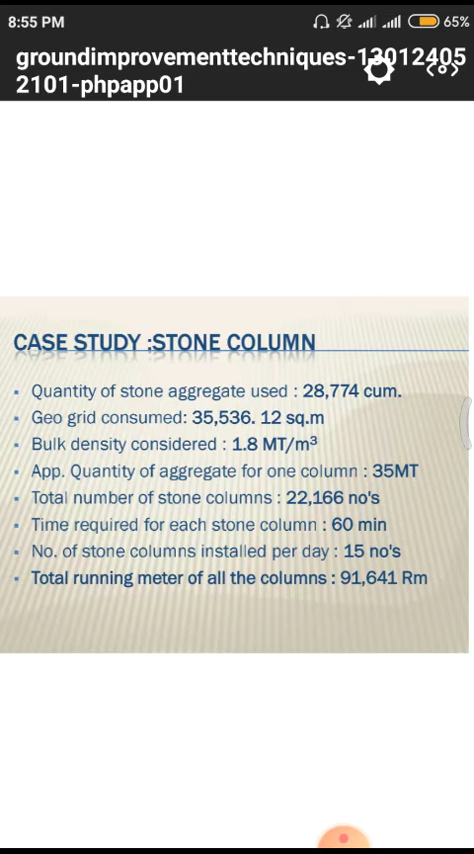 8:55 PM
65%
groundimprovementtechniques-13012405
2101-phpapp01
CASE STUDY :STONE COLUMN
▪ Quantity of stone aggregate used : 28,774 cum.
▪ Geo grid consumed: 35,536. 12 sq.m
▪ Bulk density considered : 1.8 MT/m³
▪ App. Quantity of aggregate for one column : 35MT
▪ Total number of stone columns : 22,166 no's
▪ Time required for each stone column : 60 min
▪ No. of stone columns installed per day : 15 no's
▪ Total running meter of all the columns : 91,641 Rm